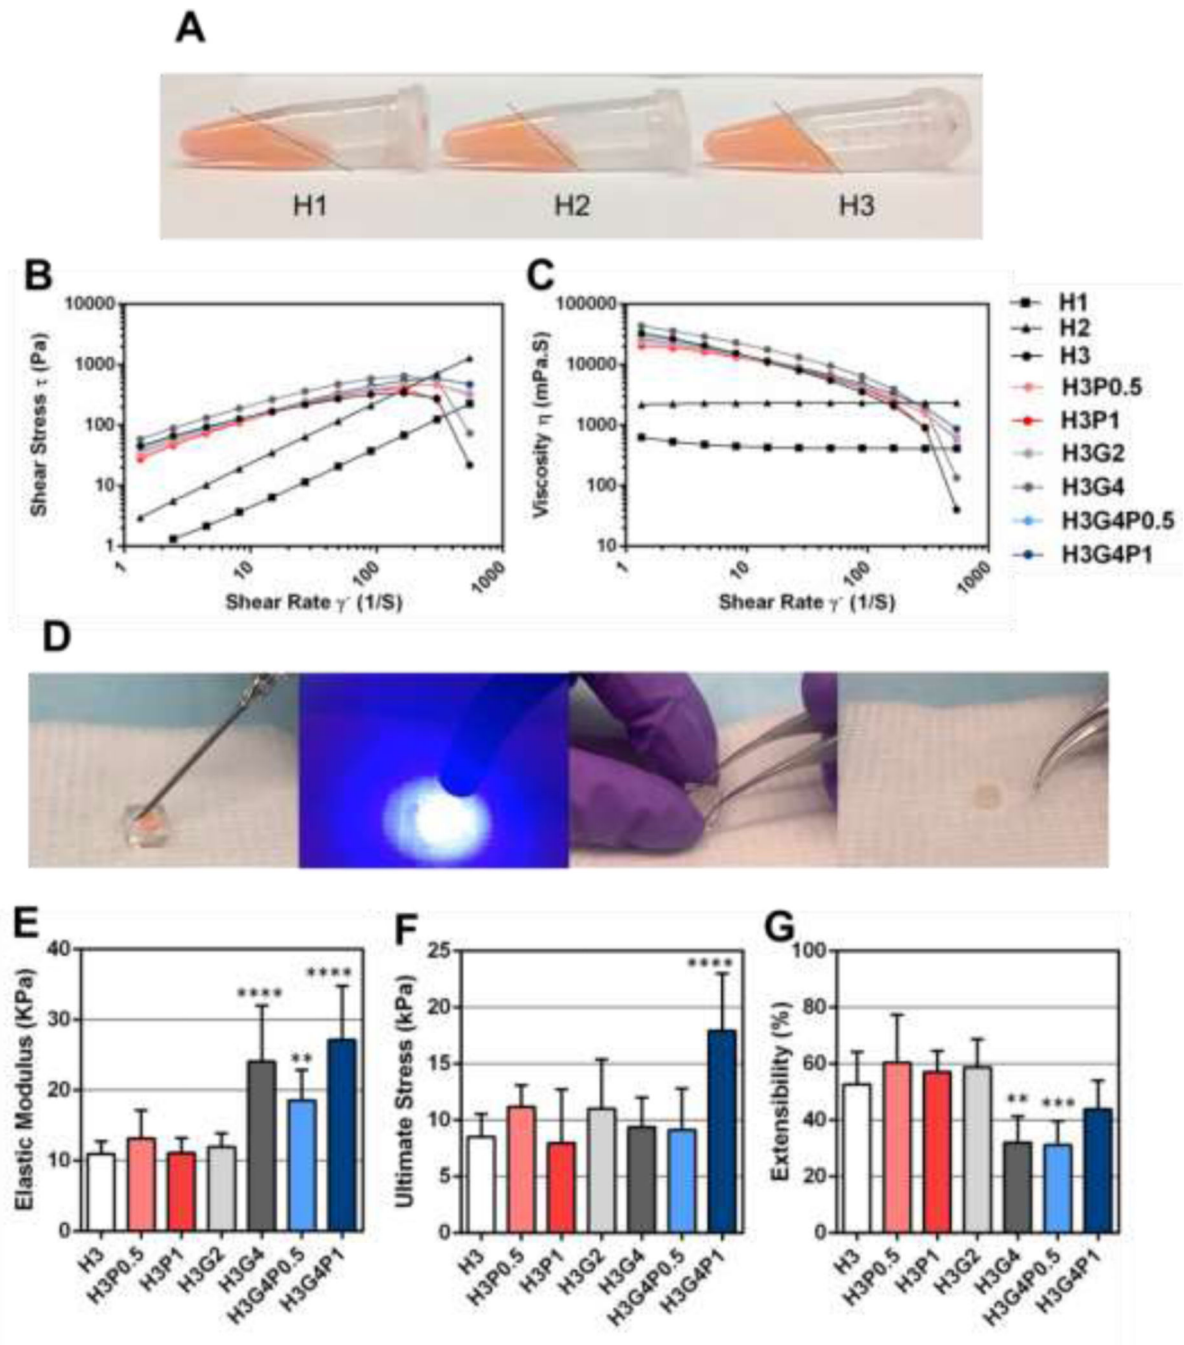 A
H1 H2 H3
B
10000
1000
100
10
1
Shear Stress τ (Pa)
1 10 100 1000
Shear Rate γ˙ (1/S)
C
100000
10000
1000
100
10
Viscosity η (mPa.S)
1 10 100 1000
Shear Rate γ˙ (1/S)
H1
H2
H3
H3P0.5
H3P1
H3G2
H3G4
H3G4P0.5
H3G4P1
D
E
40
30
20
10
0
Elastic Modulus (KPa)
**** ** ****
H3 H3P0.5 H3P1 H3G2 H3G4 H3G4P0.5 H3G4P1
F
25
20
15
10
5
0
Ultimate Stress (kPa)
****
H3 H3P0.5 H3P1 H3G2 H3G4 H3G4P0.5 H3G4P1
G
100
80
60
40
20
0
Extensibility (%)
** ***
H3 H3P0.5 H3P1 H3G2 H3G4 H3G4P0.5 H3G4P1